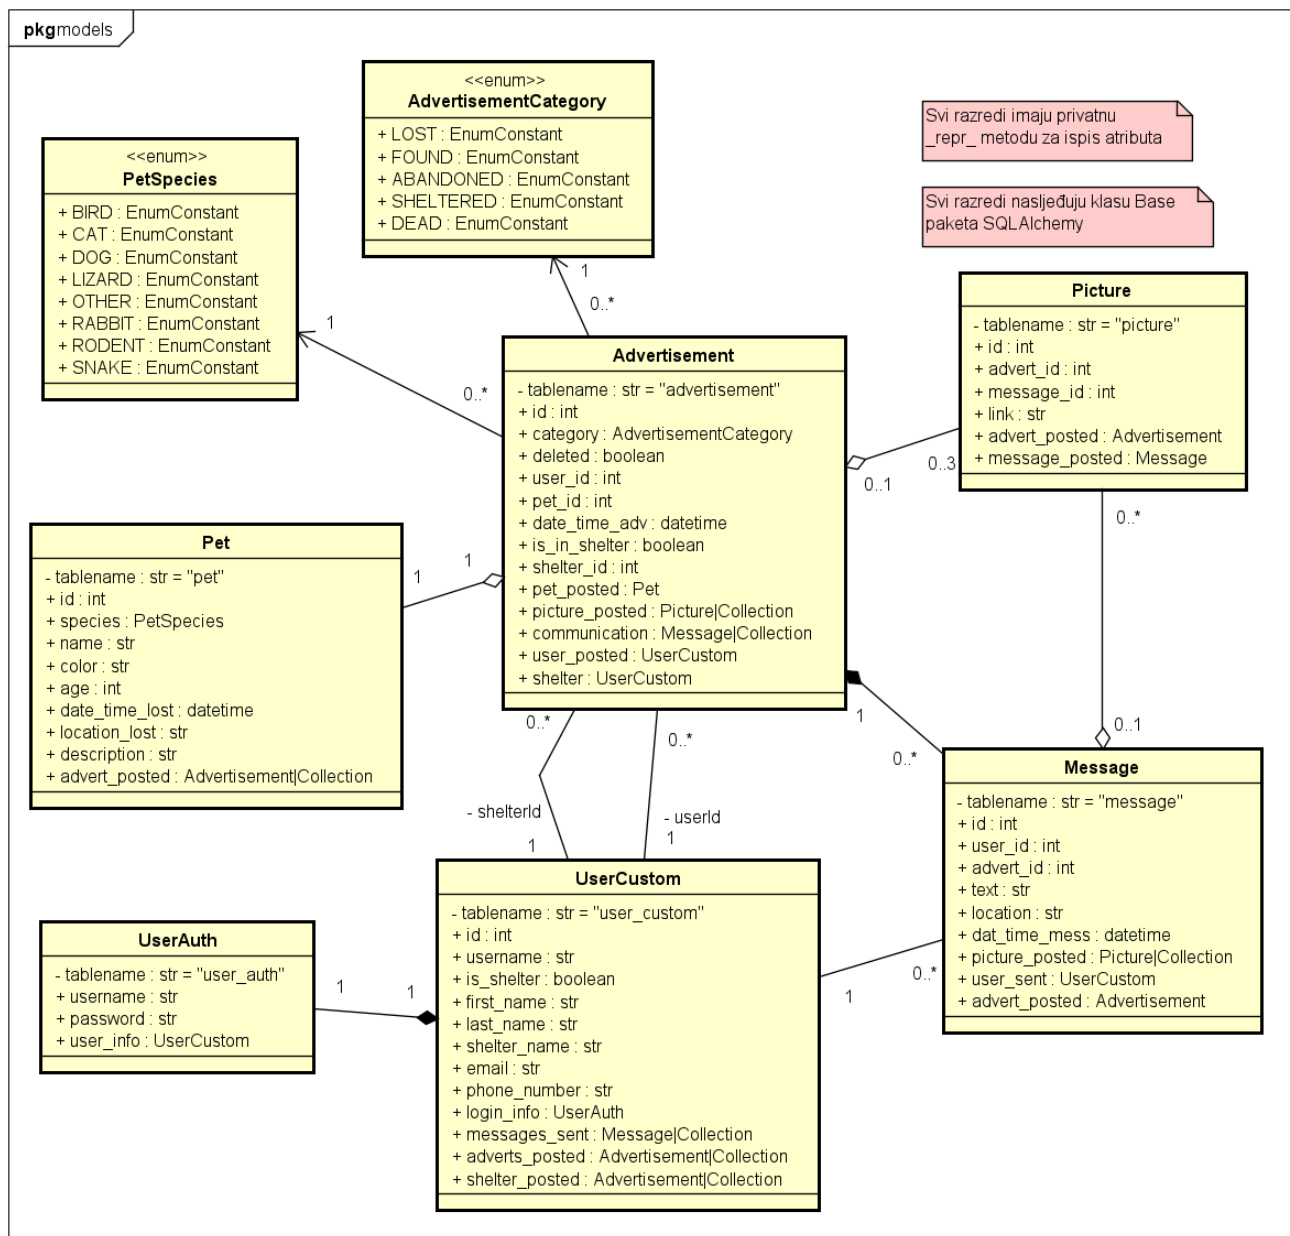 pkg models
<<enum>>
AdvertisementCategory
+ LOST : EnumConstant
+ FOUND : EnumConstant
+ ABANDONED : EnumConstant
+ SHELTERED : EnumConstant
+ DEAD : EnumConstant
Svi razredi imaju privatnu
_repr_ metodu za ispis atributa
Svi razredi nasljeđuju klasu Base
paketa SQLAlchemy
<<enum>>
PetSpecies
+ BIRD : EnumConstant
+ CAT : EnumConstant
+ DOG : EnumConstant
+ LIZARD : EnumConstant
+ OTHER : EnumConstant
+ RABBIT : EnumConstant
+ RODENT : EnumConstant
+ SNAKE : EnumConstant
1
0..*
1
0..*
Picture
- tablename : str = "picture"
+ id : int
+ advert_id : int
+ message_id : int
+ link : str
+ advert_posted : Advertisement
+ message_posted : Message
Advertisement
- tablename : str = "advertisement"
+ id : int
+ category : AdvertisementCategory
+ deleted : boolean
+ user_id : int
+ pet_id : int
+ date_time_adv : datetime
+ is_in_shelter : boolean
+ shelter_id : int
+ pet_posted : Pet
+ picture_posted : Picture|Collection
+ communication : Message|Collection
+ user_posted : UserCustom
+ shelter : UserCustom
0..1
0..3
0..*
0..1
Pet
- tablename : str = "pet"
+ id : int
+ species : PetSpecies
+ name : str
+ color : str
+ age : int
+ date_time_lost : datetime
+ location_lost : str
+ description : str
+ advert_posted : Advertisement|Collection
1
1
0..*
0..*
1
0..*
- shelterId
- userId
1
1
Message
- tablename : str = "message"
+ id : int
+ user_id : int
+ advert_id : int
+ text : str
+ location : str
+ dat_time_mess : datetime
+ picture_posted : Picture|Collection
+ user_sent : UserCustom
+ advert_posted : Advertisement
UserCustom
- tablename : str = "user_custom"
+ id : int
+ username : str
+ is_shelter : boolean
+ first_name : str
+ last_name : str
+ shelter_name : str
+ email : str
+ phone_number : str
+ login_info : UserAuth
+ messages_sent : Message|Collection
+ adverts_posted : Advertisement|Collection
+ shelter_posted : Advertisement|Collection
1
0..*
UserAuth
- tablename : str = "user_auth"
+ username : str
+ password : str
+ user_info : UserCustom
1
1